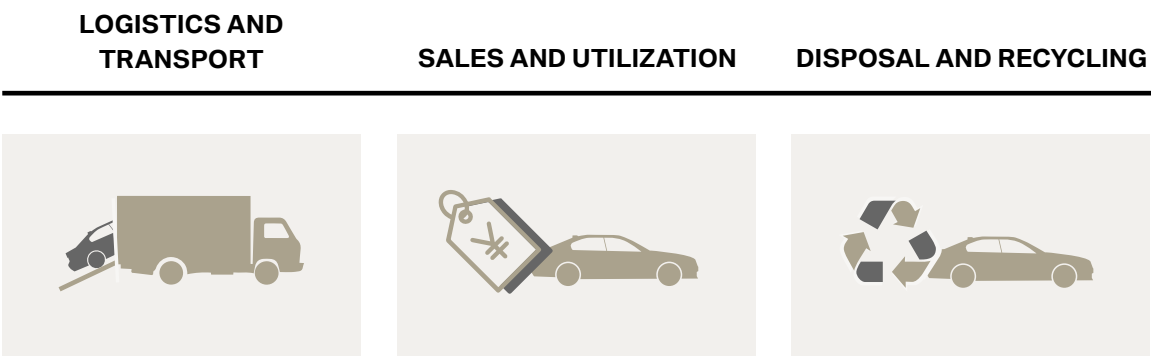 LOGISTICS AND
TRANSPORT
SALES AND UTILIZATION
DISPOSAL AND RECYCLING
¥